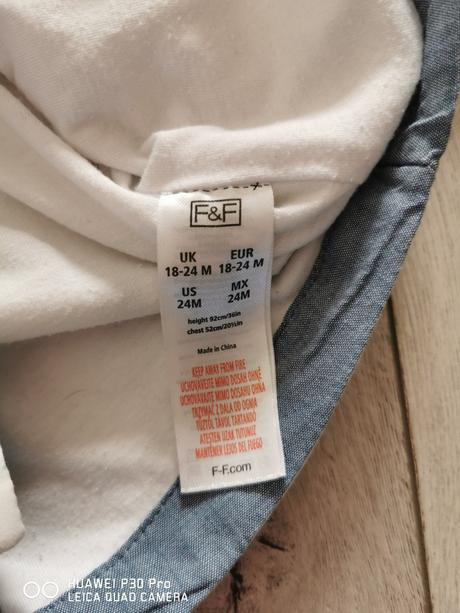 F&F
UK EUR
18-24 M 18-24 M
US MX
24M 24M
height 92cm/36in
chest 52cm/20½in
Made in China
KEEP AWAY FROM FIRE
UCHOVÁVEJTE MIMO DOSAH OHNĚ
UCHOVÁVAJTE MIMO DOSAHU OHŇA
TRZYMAĆ Z DALA OD OGNIA
TŰZTŐL TÁVOL TARTANDÓ
ATEŞTEN UZAK TUTUNUZ
MANTENER LEJOS DEL FUEGO
F-F.com
HUAWEI P30 Pro
LEICA QUAD CAMERA